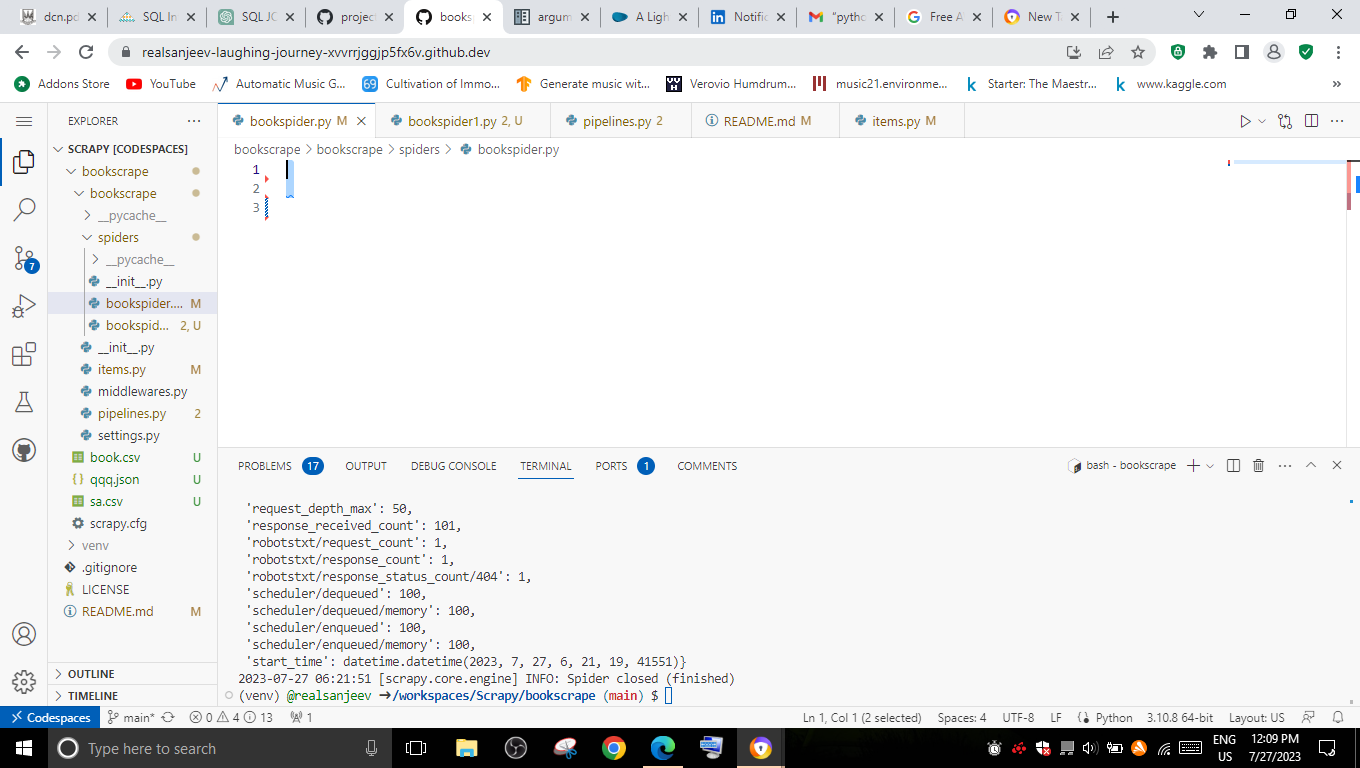 dcn.pd
SQL In
SQL JC
project
books
argum
A Ligh
Notific
"pytho
Free A
New T
realsanjeev-laughing-journey-xvvrrjggjp5fx6v.github.dev
Addons Store
YouTube
Automatic Music G...
69
Cultivation of Immo...
Generate music wit...
Verovio Humdrum...
music21.environme...
Starter: The Maestr...
www.kaggle.com
EXPLORER
bookspider.py M
bookspider1.py 2, U
pipelines.py 2
README.md M
items.py M
SCRAPY [CODESPACES]
bookscrape > bookscrape > spiders > bookspider.py
bookscrape
bookscrape
__pycache__
spiders
__pycache__
__init__.py
bookspider.... M
bookspid... 2, U
__init__.py
items.py M
middlewares.py
pipelines.py 2
settings.py
book.csv U
qqq.json U
sa.csv U
scrapy.cfg
venv
.gitignore
LICENSE
README.md M
OUTLINE
TIMELINE
7
1
2
3
PROBLEMS 17
OUTPUT
DEBUG CONSOLE
TERMINAL
PORTS 1
COMMENTS
bash - bookscrape
'request_depth_max': 50,
'response_received_count': 101,
'robotstxt/request_count': 1,
'robotstxt/response_count': 1,
'robotstxt/response_status_count/404': 1,
'scheduler/dequeued': 100,
'scheduler/dequeued/memory': 100,
'scheduler/enqueued': 100,
'scheduler/enqueued/memory': 100,
'start_time': datetime.datetime(2023, 7, 27, 6, 21, 19, 41551)}
2023-07-27 06:21:51 [scrapy.core.engine] INFO: Spider closed (finished)
(venv) @realsanjeev ➜/workspaces/Scrapy/bookscrape (main) $
Codespaces
main*
0 4 13
1
Ln 1, Col 1 (2 selected)
Spaces: 4
UTF-8
LF
Python
3.10.8 64-bit
Layout: US
Type here to search
ENG
US
12:09 PM
7/27/2023